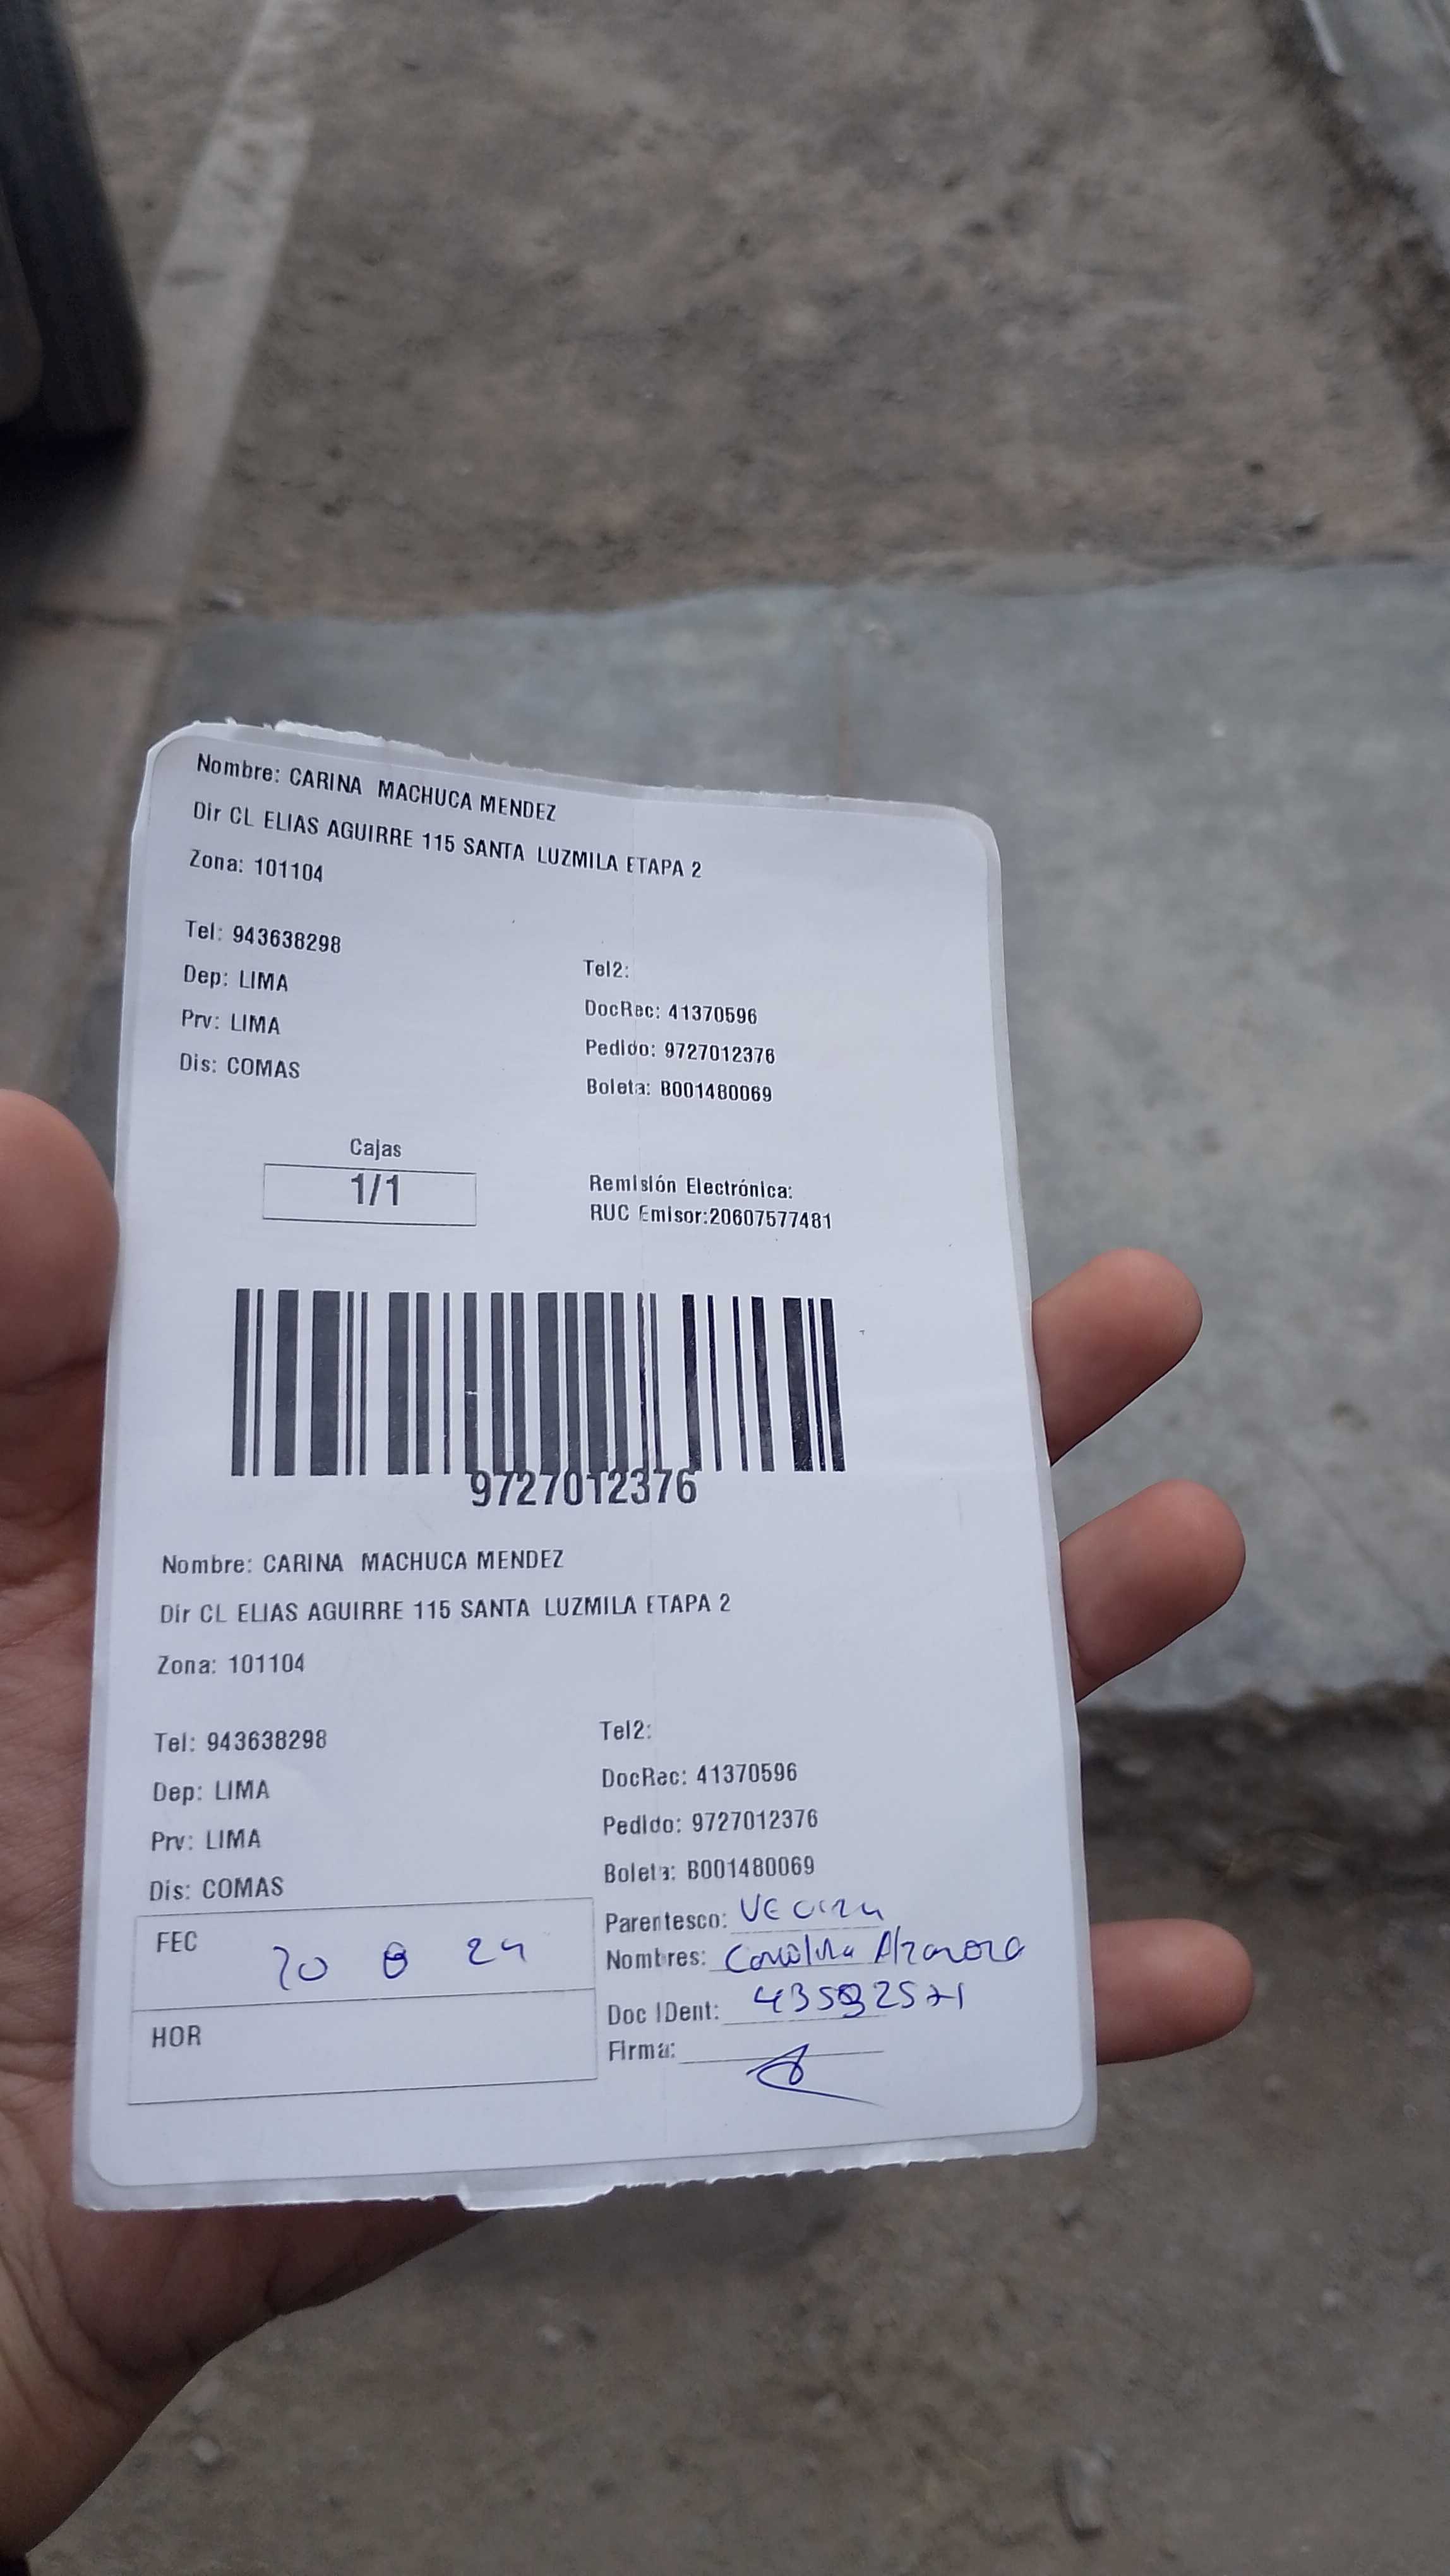 Nombre: CARINA MACHUCA MENDEZ
Dir CL ELIAS AGUIRRE 115 SANTA LUZMILA ETAPA 2
Zona: 101104
Tel: 943638298
Tel2:
Dep: LIMA
DocRec: 41370596
Prv: LIMA
Pedido: 9727012376
Dis: COMAS
Boleta: B001480069
Cajas
1/1
Remisión Electrónica:
RUC Emisor:20607577481
9727012376
Nombre: CARINA MACHUCA MENDEZ
Dir CL ELIAS AGUIRRE 115 SANTA LUZMILA ETAPA 2
Zona: 101104
Tel: 943638298
Tel2:
Dep: LIMA
DocRec: 41370596
Prv: LIMA
Pedido: 9727012376
Dis: COMAS
Boleta: B001480069
Parentesco: VECINA
FEC 20 8 24
Nombres:
Doc IDent:
HOR
Firma: